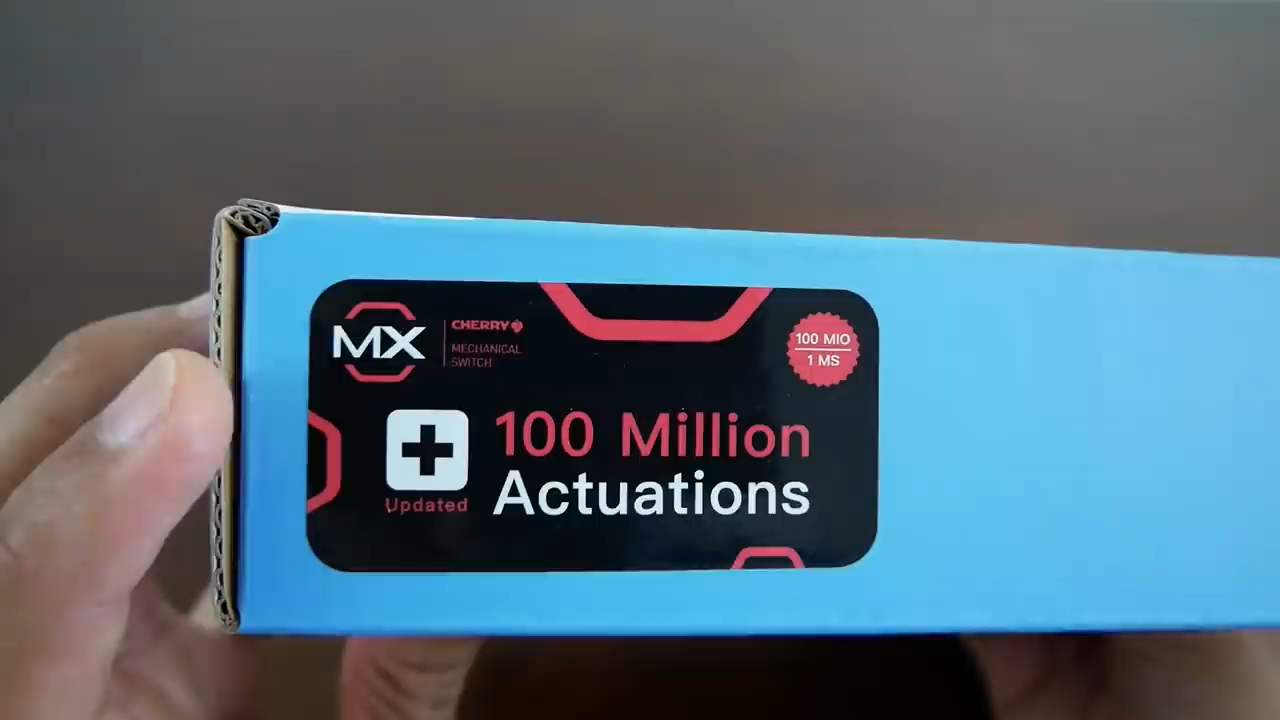 MX
CHERRY
MECHANICAL
SWITCH
100 MIO
1 MS
Updated
100 Million
Actuations